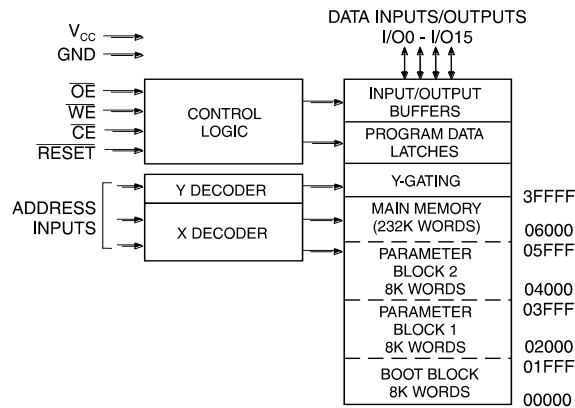 DATA INPUTS/OUTPUTS
I/O0 - I/O15
VCC
GND
OE
WE
CE
RESET
CONTROL
LOGIC
INPUT/OUTPUT
BUFFERS
PROGRAM DATA
LATCHES
ADDRESS
INPUTS
Y DECODER
X DECODER
Y-GATING
3FFFF
MAIN MEMORY
(232K WORDS)
06000
05FFF
PARAMETER
BLOCK 2
8K WORDS
04000
03FFF
PARAMETER
BLOCK 1
8K WORDS
02000
01FFF
BOOT BLOCK
8K WORDS
00000